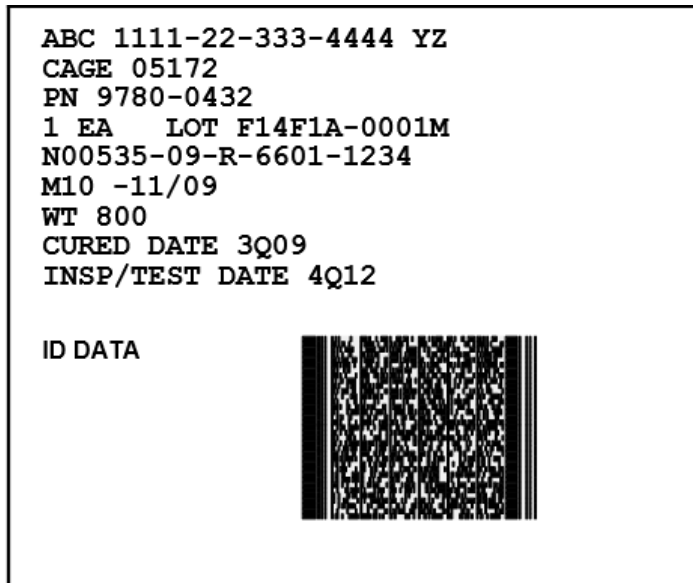 ABC 1111-22-333-4444 YZ
CAGE 05172
PN 9780-0432
1 EA   LOT F14F1A-0001M
N00535-09-R-6601-1234
M10 -11/09
WT 800
CURED DATE 3Q09
INSP/TEST DATE 4Q12
ID DATA